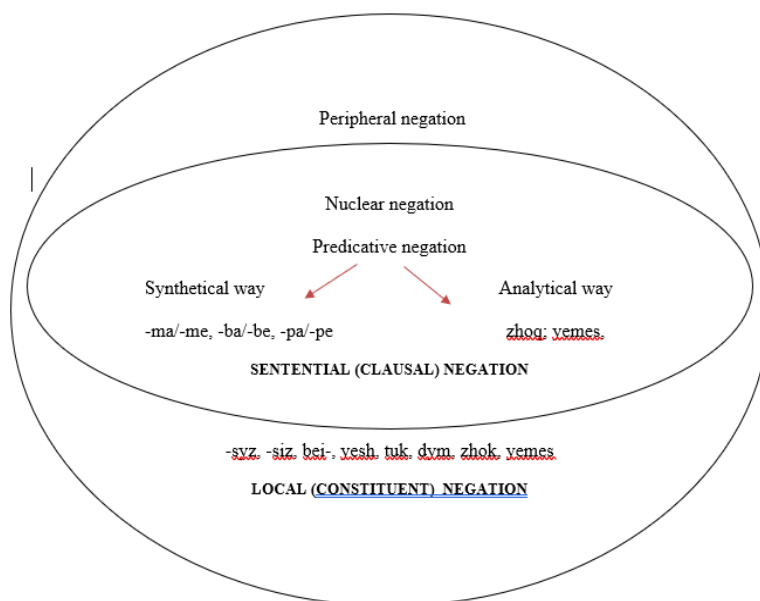 Peripheral negation
Nuclear negation
Predicative negation
Synthetical way Analytical way
-ma/-me, -ba/-be, -pa/-pe zhoq; yemes,
SENTENTIAL (CLAUSAL) NEGATION
-syz, -siz, bei-, yesh, tuk, dym, zhok, yemes
LOCAL (CONSTITUENT) NEGATION